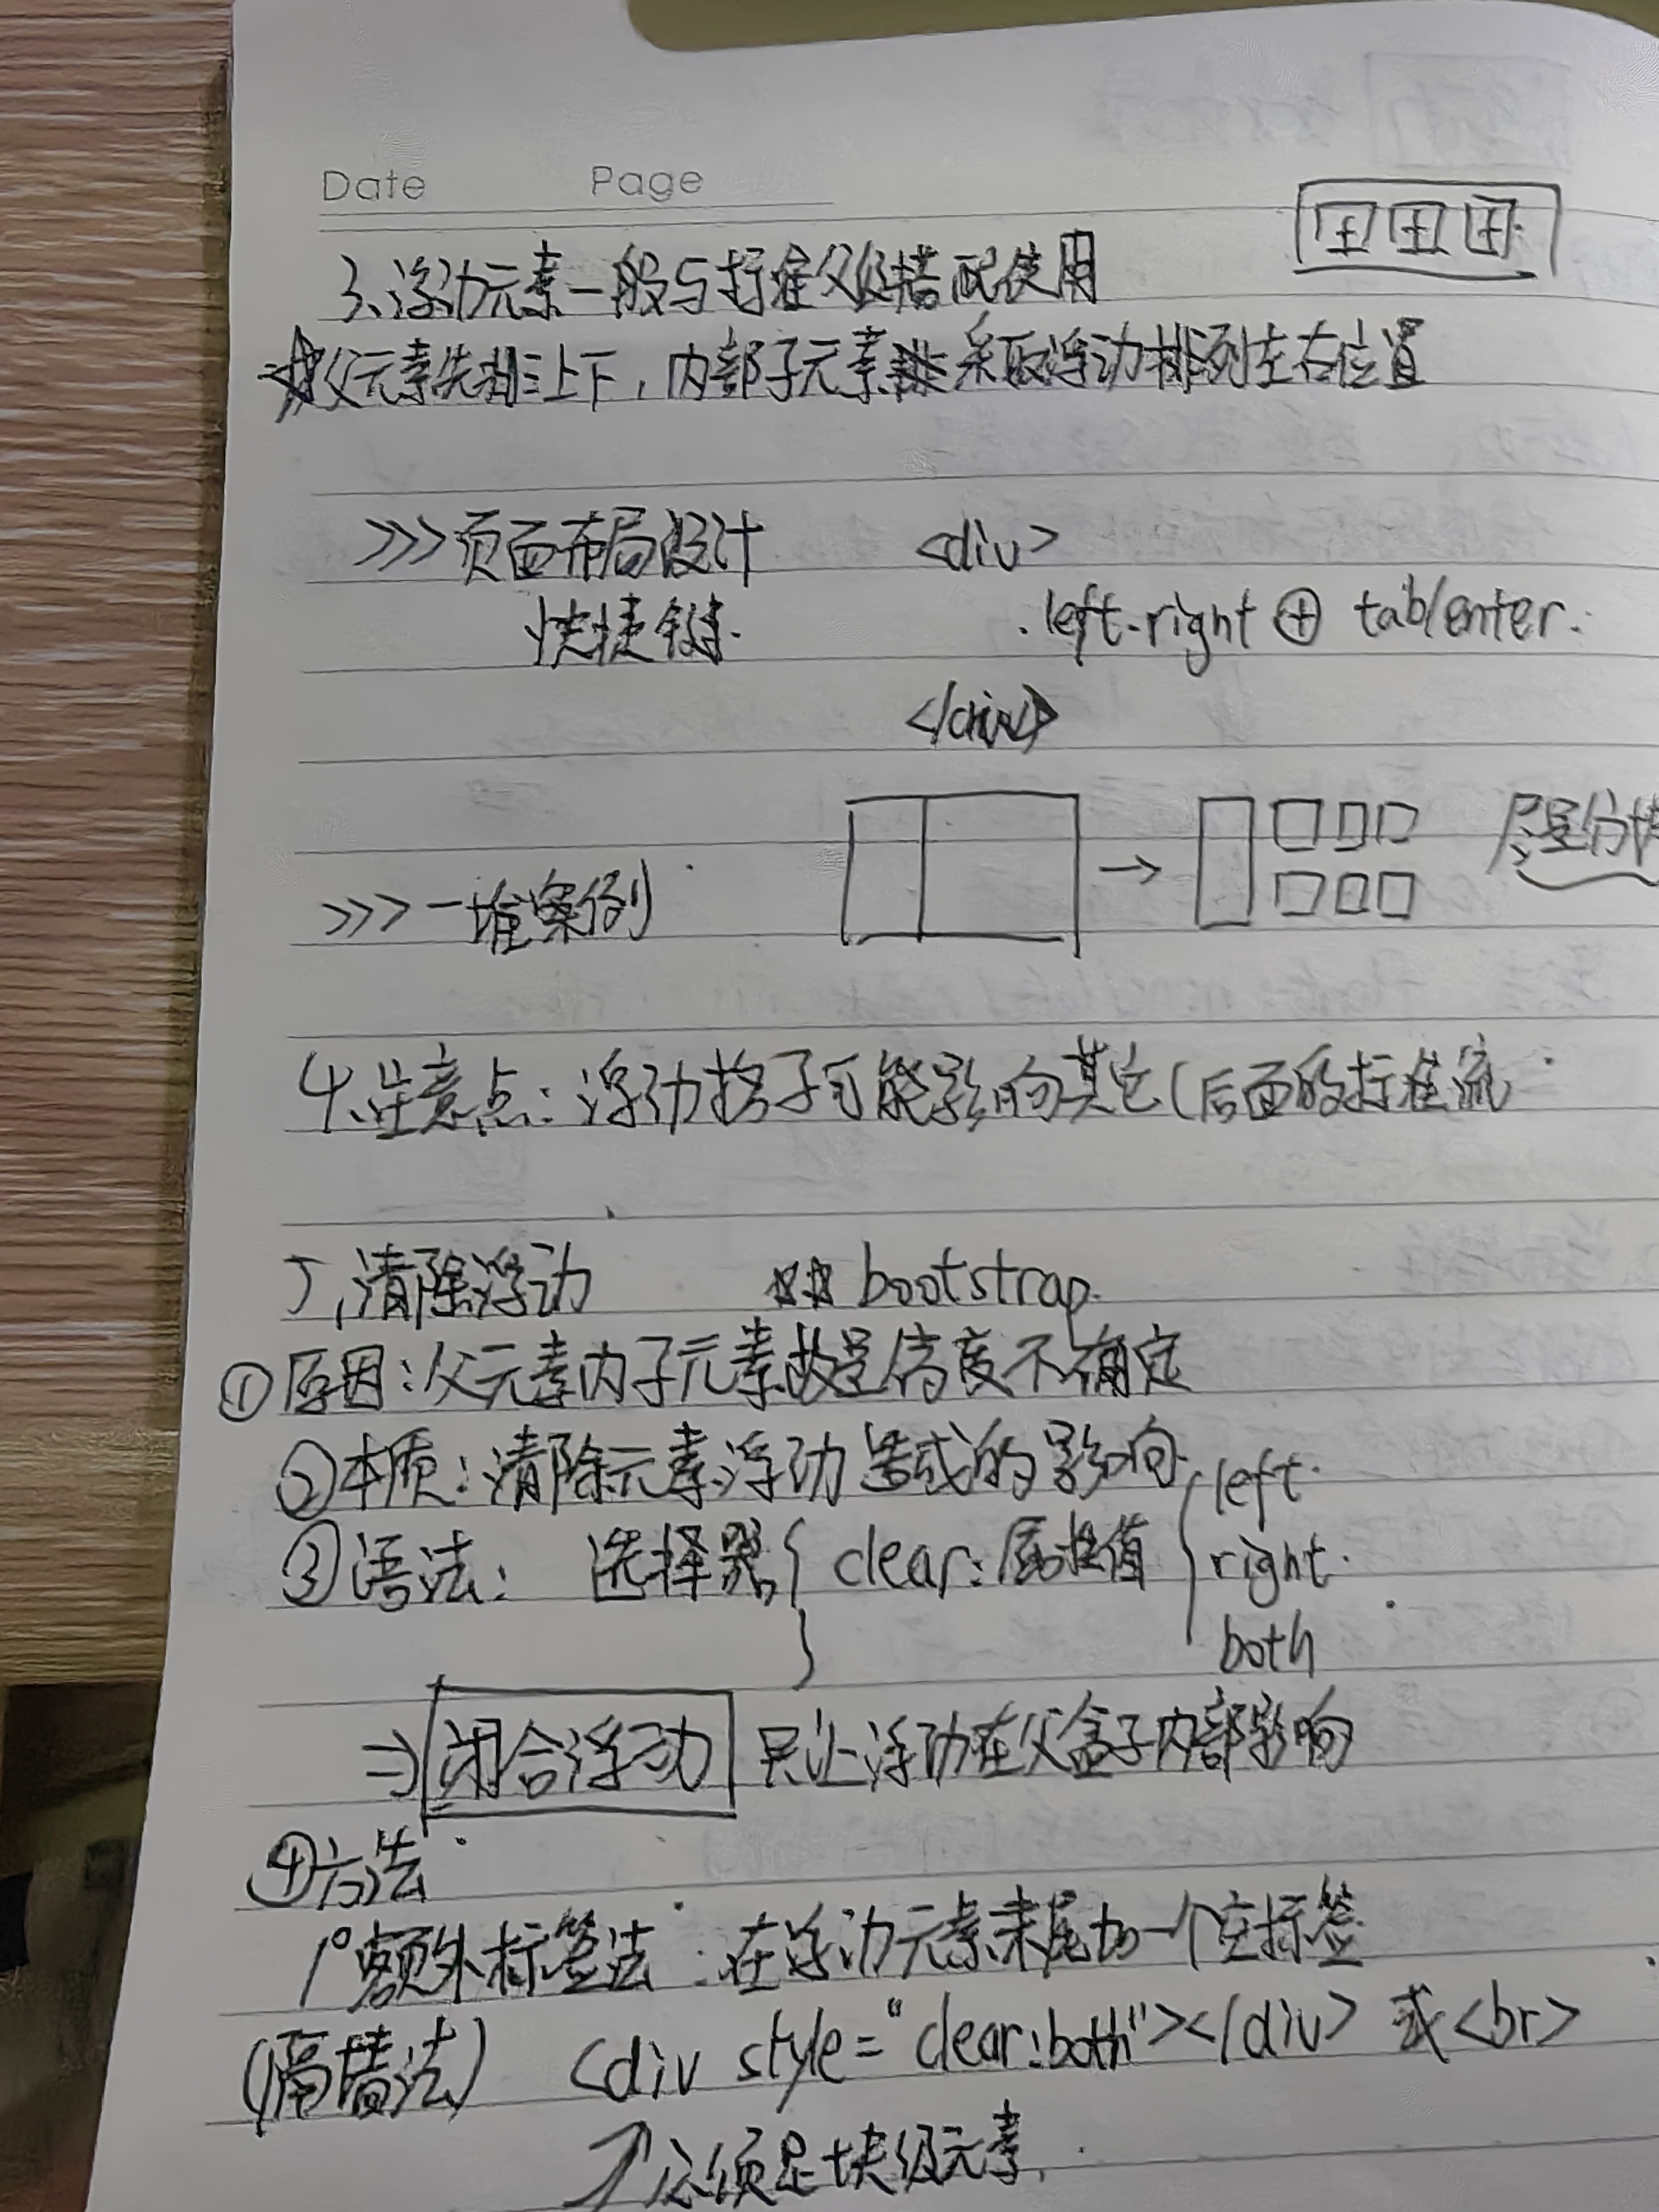 Date Page
3、浮动元素一般与标准父级搭配使用
☆父元素先排上下，内部子元素采取浮动排列左右位置
>>>页面布局设计 <div>
快捷键. .left-right ⊕ tab/enter.
</div>
>>>一堆案例 → 尽量分
4、注意点：浮动格子可能影响其它(后面的标准流
5、清除浮动 ☆☆ bootstrap.
①原因：父元素内子元素数量高度不确定
②本质：清除元素浮动造成的影响. left.
③语法： 选择器{ clear:属性值 { right.
} both
⇒ 闭合浮动 只让浮动在父盒子内部影响
④方法
1°额外标签法：在浮动元素末尾加一个空标签
(隔墙法) <div style="clear:both"></div> 或<br>
↗必须是块级元素.